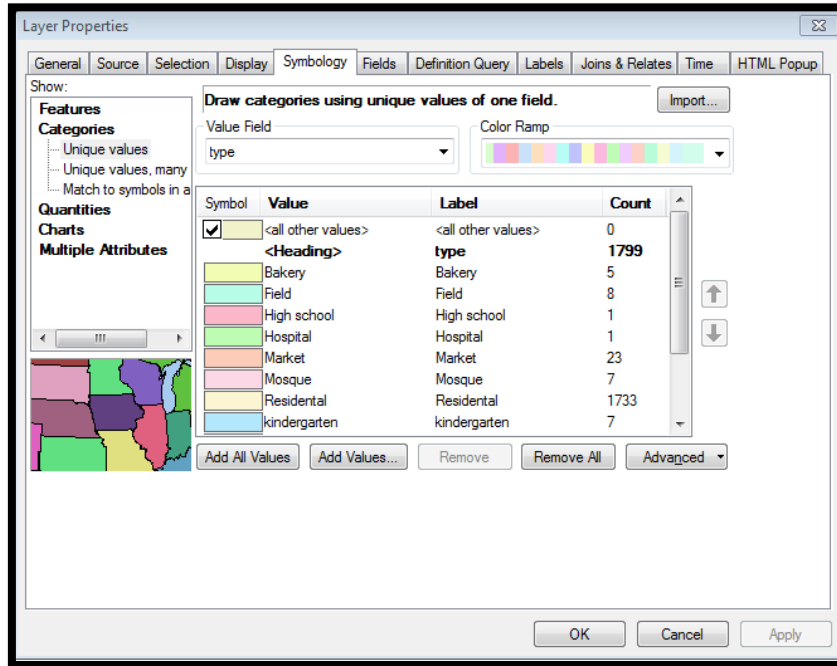 Layer Properties
General Source Selection Display Symbology Fields Definition Query Labels Joins & Relates Time HTML Popup
Show:
Features
Categories
Unique values
Unique values, many
Match to symbols in a
Quantities
Charts
Multiple Attributes
Draw categories using unique values of one field.
Import...
Value Field
type
Color Ramp
Symbol Value Label Count
<all other values> <all other values> 0
<Heading> type 1799
Bakery Bakery 5
Field Field 8
High school High school 1
Hospital Hospital 1
Market Market 23
Mosque Mosque 7
Residental Residental 1733
kindergarten kindergarten 7
Add All Values Add Values... Remove Remove All Advanced
OK Cancel Apply